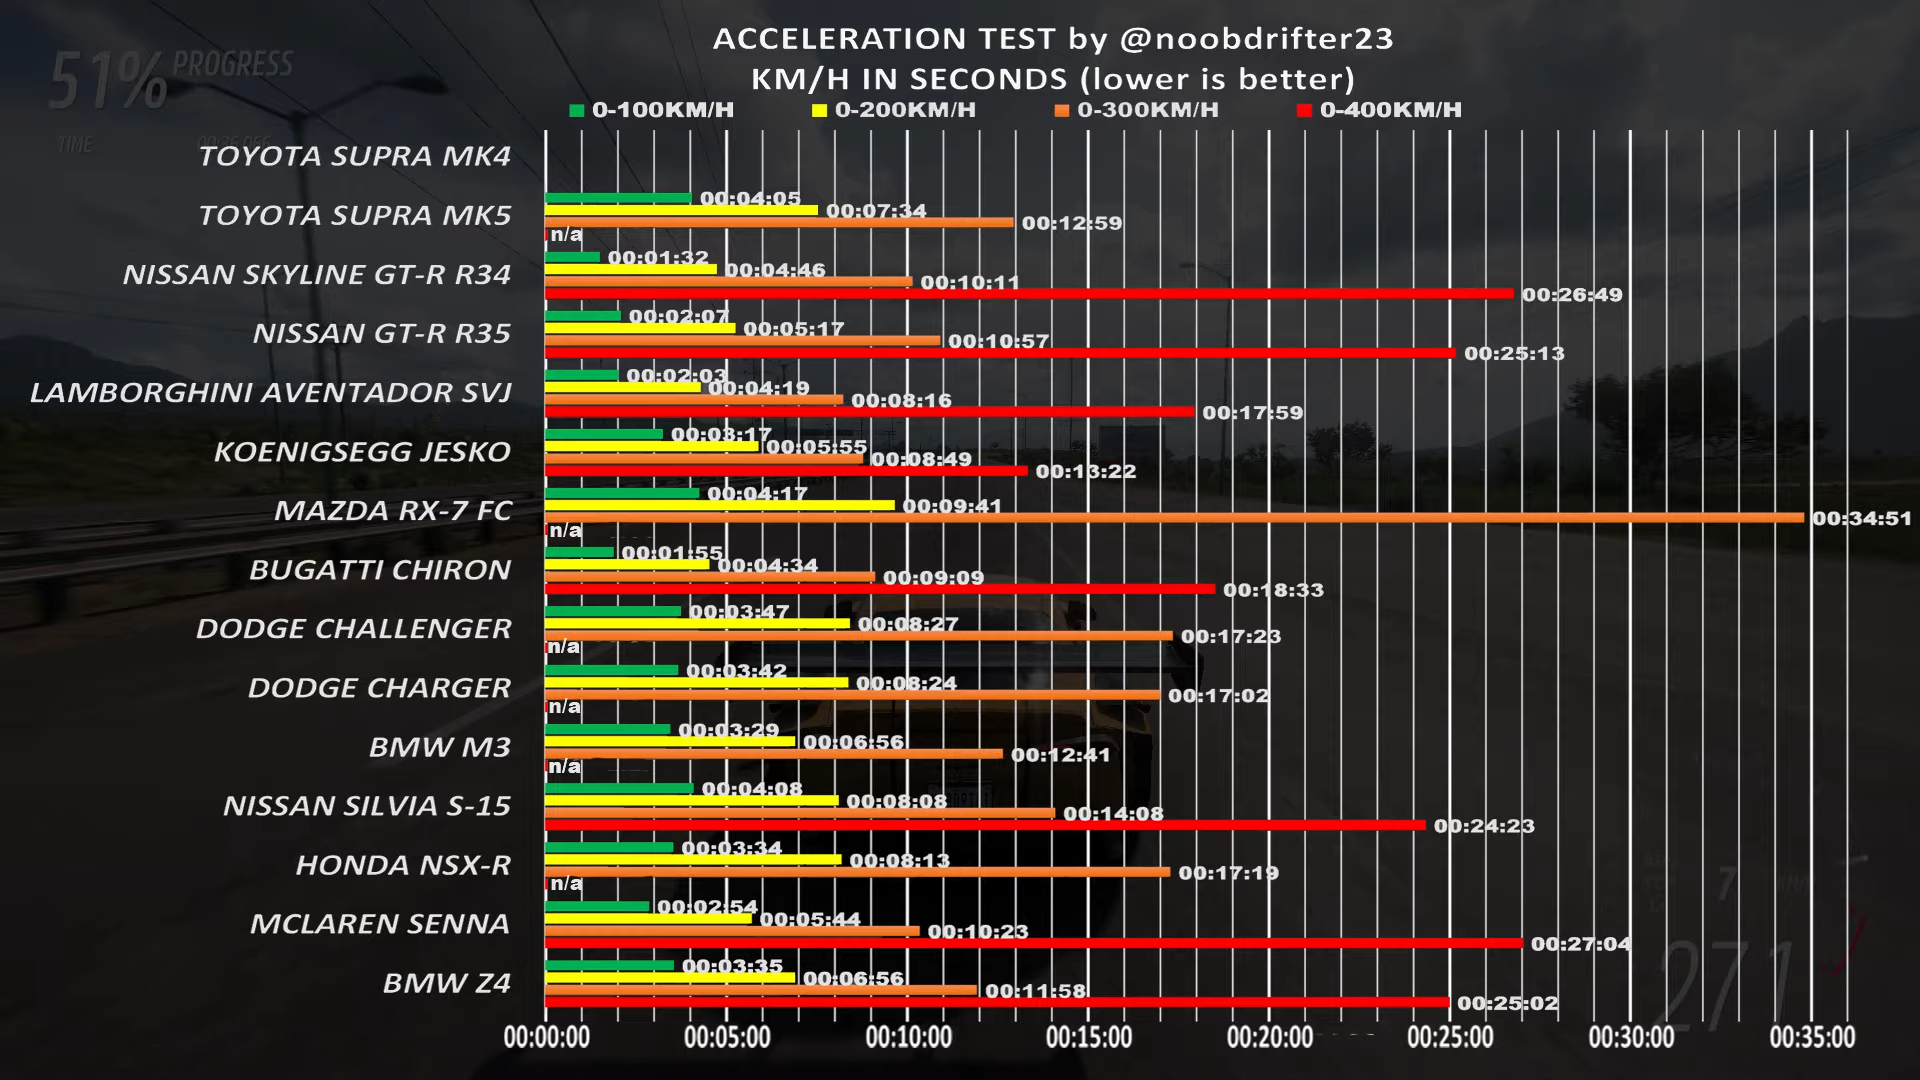 ACCELERATION TEST by @noobdrifter23
KM/H IN SECONDS (lower is better)
0-100KM/H 0-200KM/H 0-300KM/H 0-400KM/H
51% PROGRESS
TIME
TOYOTA SUPRA MK4
00:04:05
TOYOTA SUPRA MK5 00:07:34
00:12:59
n/a
00:01:32
NISSAN SKYLINE GT-R R34 00:04:46
00:10:11
00:26:49
00:02:07
NISSAN GT-R R35 00:05:17
00:10:57
00:25:13
00:02:03
LAMBORGHINI AVENTADOR SVJ 00:04:19
00:08:16
00:17:59
00:03:17
KOENIGSEGG JESKO 00:05:55
00:08:49
00:13:22
00:04:17
MAZDA RX-7 FC 00:09:41
00:34:51
n/a
00:01:55
BUGATTI CHIRON 00:04:34
00:09:09
00:18:33
00:03:47
DODGE CHALLENGER 00:08:27
00:17:23
n/a
00:03:42
DODGE CHARGER 00:08:24
00:17:02
n/a
00:03:29
BMW M3 00:06:56
00:12:41
n/a
00:04:08
NISSAN SILVIA S-15 00:08:08
00:14:08
00:24:23
00:03:34
HONDA NSX-R 00:08:13
00:17:19
n/a
7
00:02:54
MCLAREN SENNA 00:05:44
00:10:23
00:27:04
271
00:03:35
BMW Z4 00:06:56
00:11:58
00:25:02
00:00:00 00:05:00 00:10:00 00:15:00 00:20:00 00:25:00 00:30:00 00:35:00